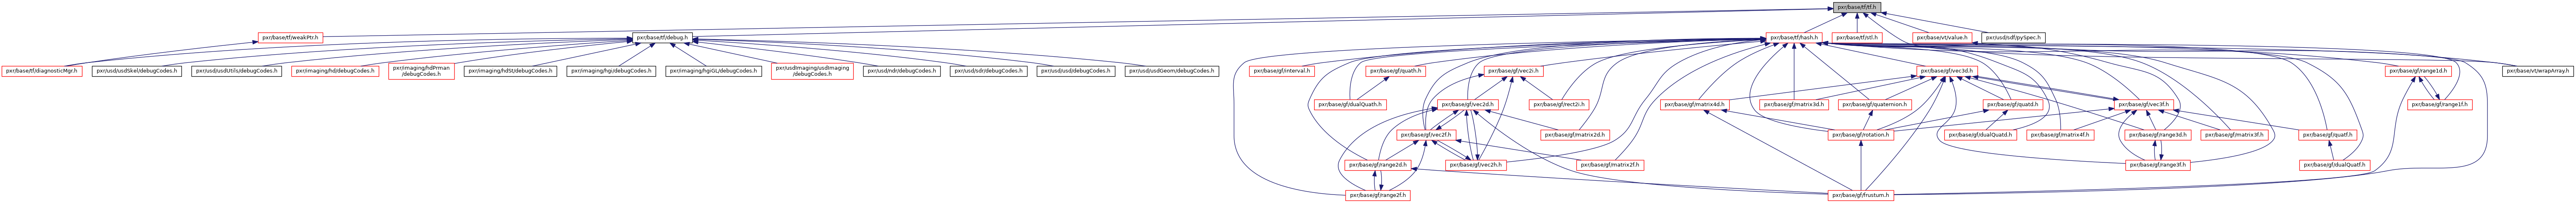 pxr/base/tf/tf.h
pxr/base/tf/weakPtr.h
pxr/base/tf/debug.h
pxr/base/tf/hash.h
pxr/base/tf/stl.h
pxr/base/vt/value.h
pxr/usd/sdf/pySpec.h
pxr/base/tf/diagnosticMgr.h
pxr/usd/usdSkel/debugCodes.h
pxr/usd/usdUtils/debugCodes.h
pxr/imaging/hd/debugCodes.h
pxr/imaging/hdPrman
/debugCodes.h
pxr/imaging/hdSt/debugCodes.h
pxr/imaging/hgi/debugCodes.h
pxr/imaging/hgiGL/debugCodes.h
pxr/usdImaging/usdImaging
/debugCodes.h
pxr/usd/ndr/debugCodes.h
pxr/usd/sdr/debugCodes.h
pxr/usd/usd/debugCodes.h
pxr/usd/usdGeom/debugCodes.h
pxr/base/gf/interval.h
pxr/base/gf/quath.h
pxr/base/gf/vec2i.h
pxr/base/gf/vec3d.h
pxr/base/gf/range1d.h
pxr/base/vt/wrapArray.h
pxr/base/gf/dualQuath.h
pxr/base/gf/vec2d.h
pxr/base/gf/rect2i.h
pxr/base/gf/matrix4d.h
pxr/base/gf/matrix3d.h
pxr/base/gf/quaternion.h
pxr/base/gf/quatd.h
pxr/base/gf/vec3f.h
pxr/base/gf/range1f.h
pxr/base/gf/vec2f.h
pxr/base/gf/matrix2d.h
pxr/base/gf/rotation.h
pxr/base/gf/dualQuatd.h
pxr/base/gf/matrix4f.h
pxr/base/gf/range3d.h
pxr/base/gf/matrix3f.h
pxr/base/gf/quatf.h
pxr/base/gf/range2d.h
pxr/base/gf/vec2h.h
pxr/base/gf/matrix2f.h
pxr/base/gf/range3f.h
pxr/base/gf/dualQuatf.h
pxr/base/gf/range2f.h
pxr/base/gf/frustum.h